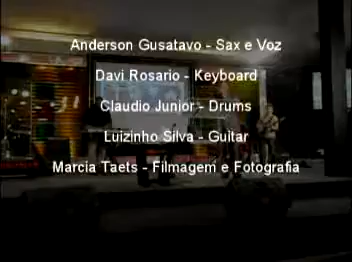 Anderson Gusatavo - Sax e Voz
Davi Rosario - Keyboard
Claudio Junior - Drums
Luizinho Silva - Guitar
Marcia Taets - Filmagem e Fotografia